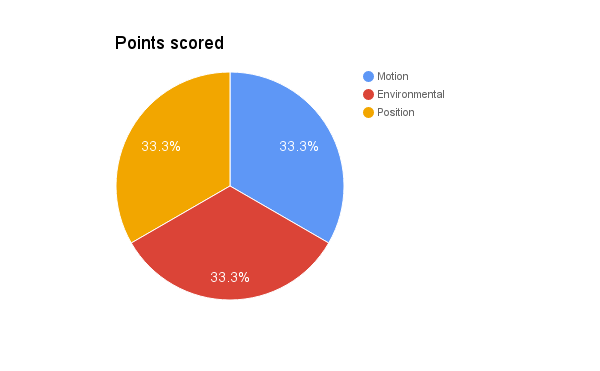 Points scored
Motion
Environmental
Position
33.3%
33.3%
33.3%